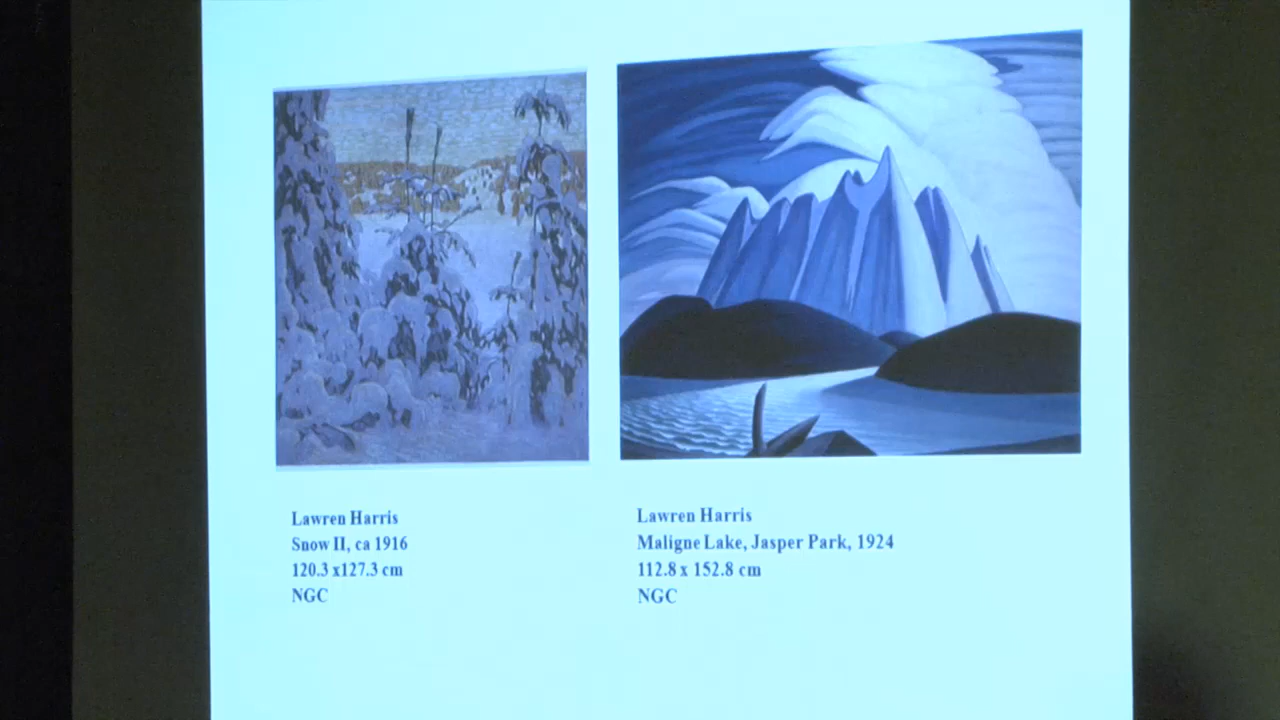 Lawren Harris
Snow II, ca 1916
120.3 x127.3 cm
NGC
Lawren Harris
Maligne Lake, Jasper Park, 1924
112.8 x 152.8 cm
NGC